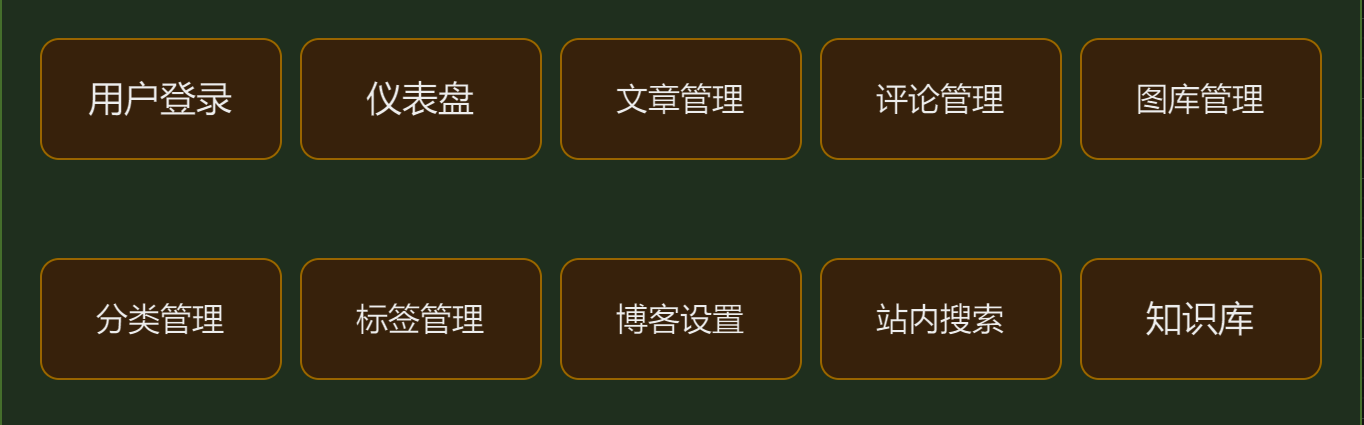 用户登录
仪表盘
文章管理
评论管理
图库管理
分类管理
标签管理
博客设置
站内搜索
知识库